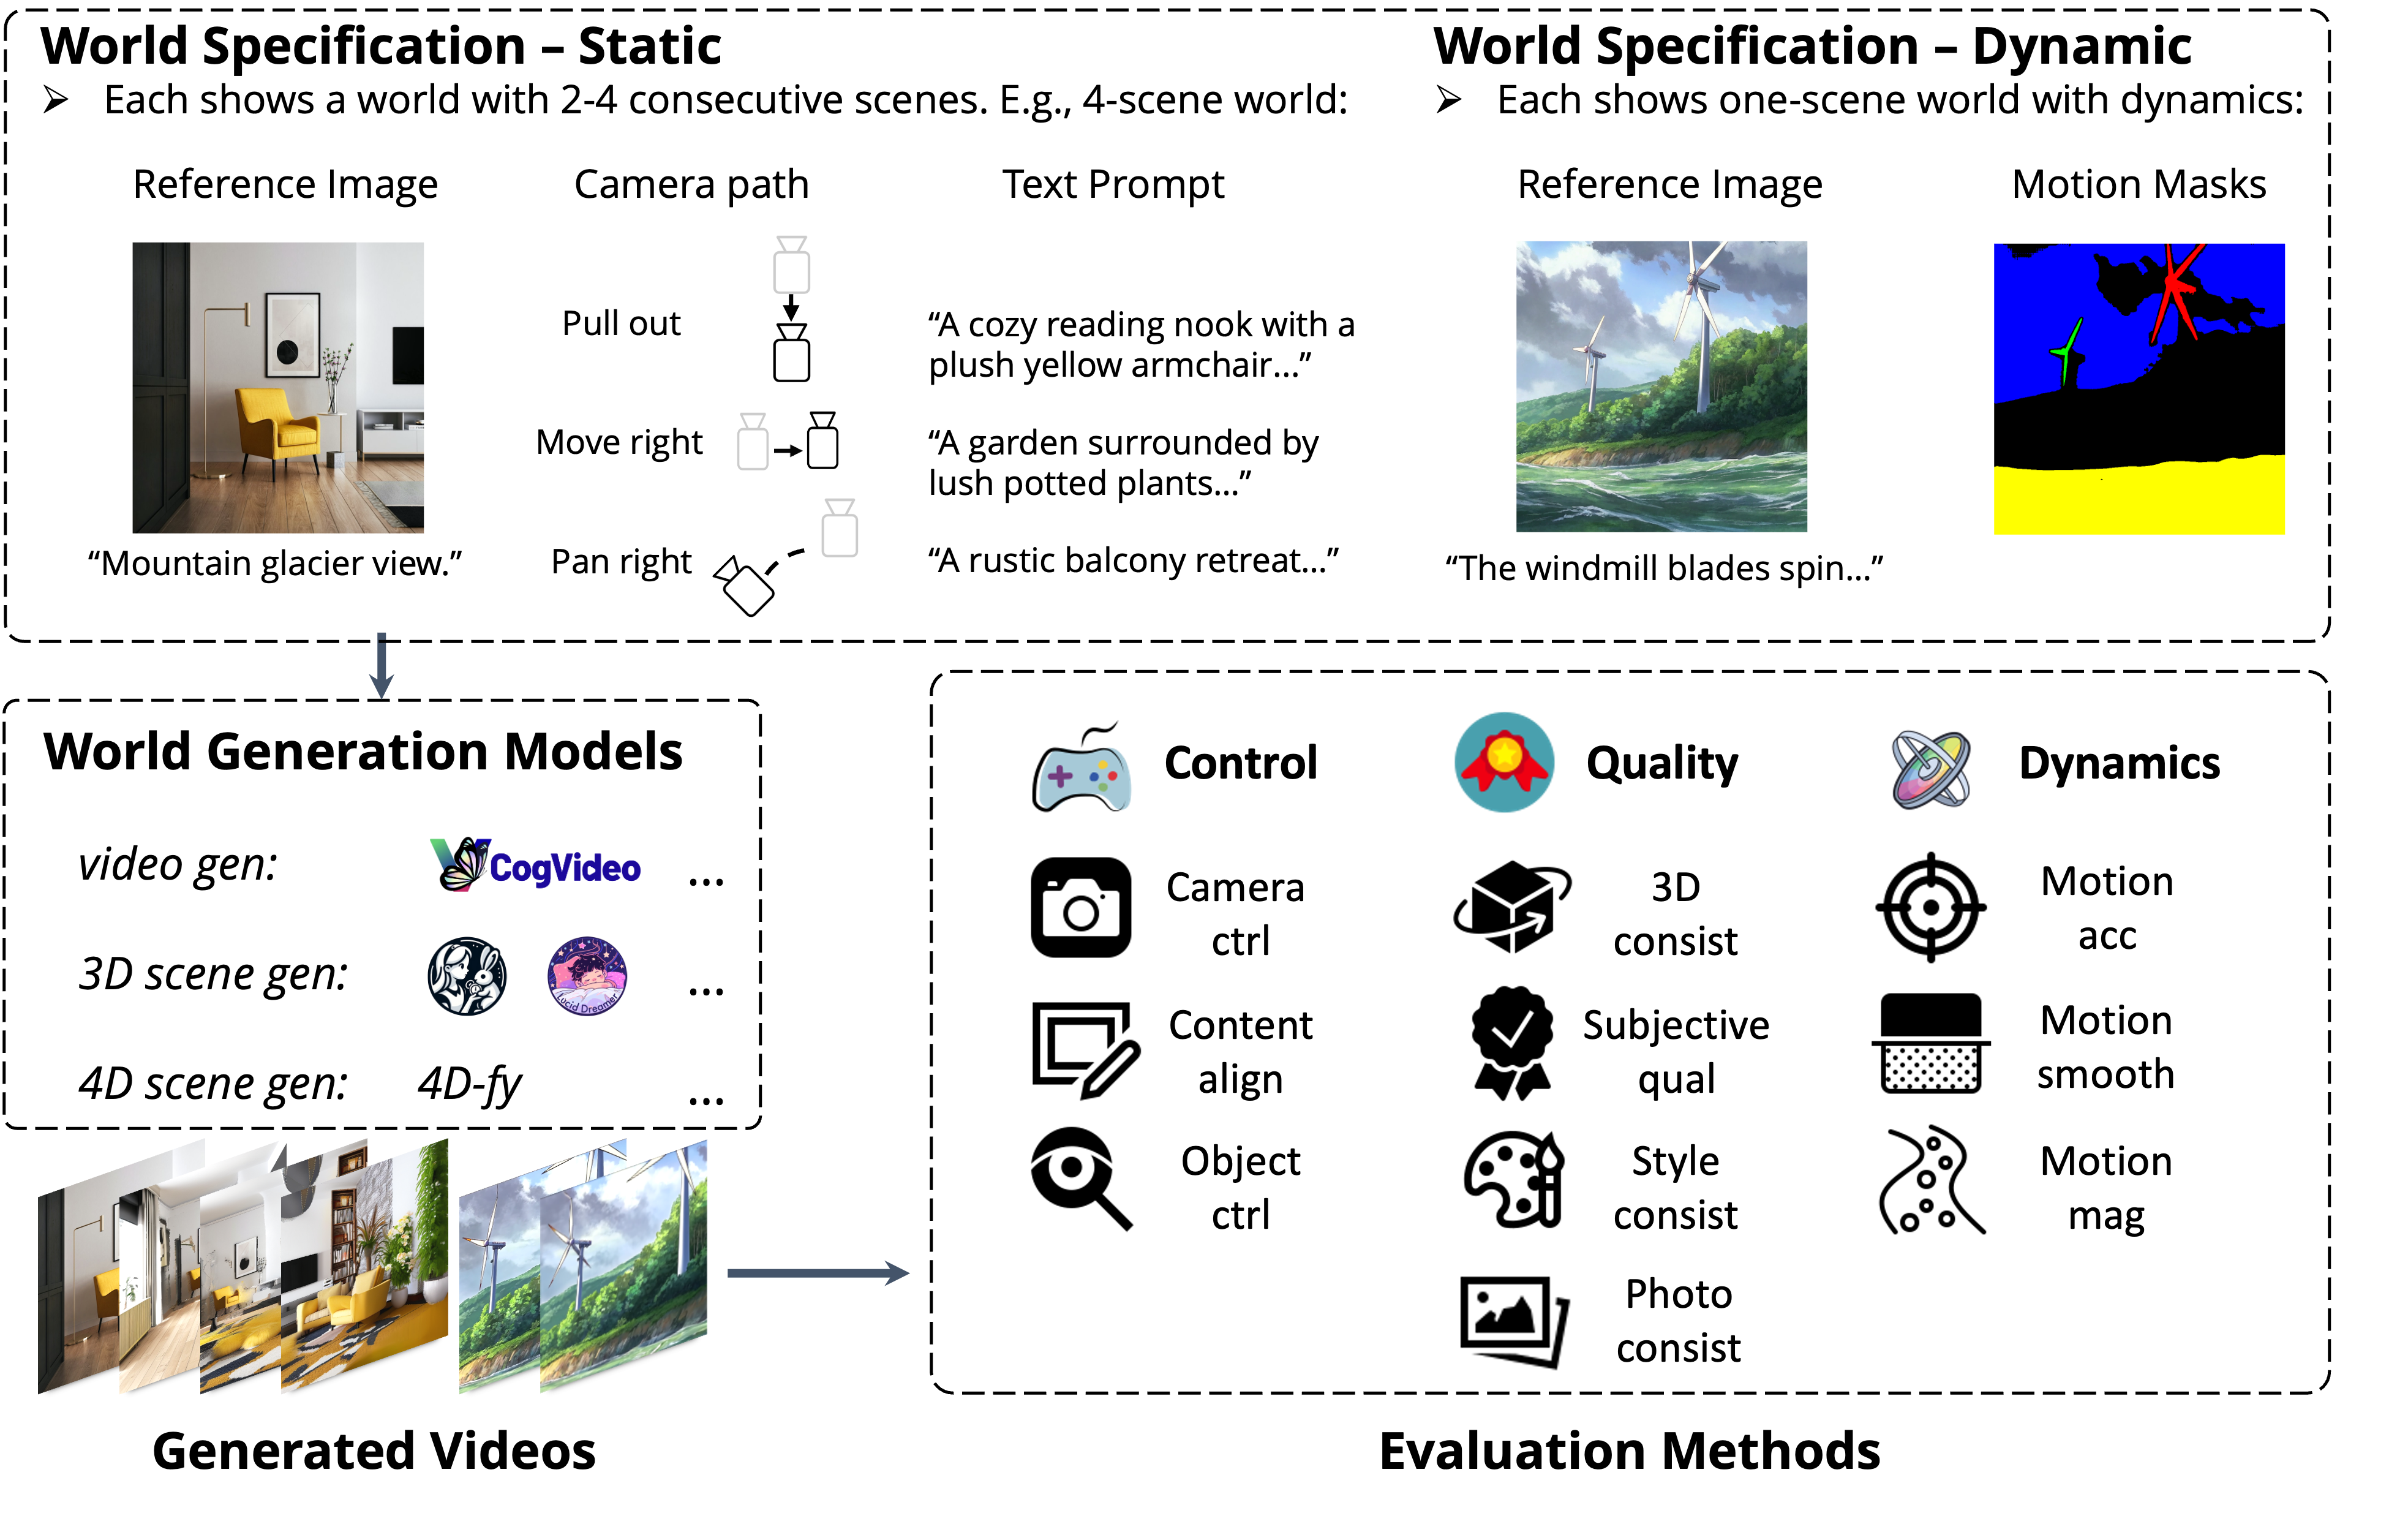 World Specification – Static
➢ Each shows a world with 2-4 consecutive scenes. E.g., 4-scene world:
Reference Image
Camera path
Text Prompt
“Mountain glacier view.”
Pull out
“A cozy reading nook with a
plush yellow armchair...”
Move right
“A garden surrounded by
lush potted plants...”
Pan right
“A rustic balcony retreat...”
World Specification – Dynamic
➢ Each shows one-scene world with dynamics:
Reference Image
Motion Masks
“The windmill blades spin...”
World Generation Models
video gen:
CogVideo
...
3D scene gen:
Lucid Dreamer
...
4D scene gen:
4D-fy
...
Generated Videos
Control
Camera
ctrl
Content
align
Object
ctrl
Quality
3D
consist
Subjective
qual
Style
consist
Photo
consist
Dynamics
Motion
acc
Motion
smooth
Motion
mag
Evaluation Methods